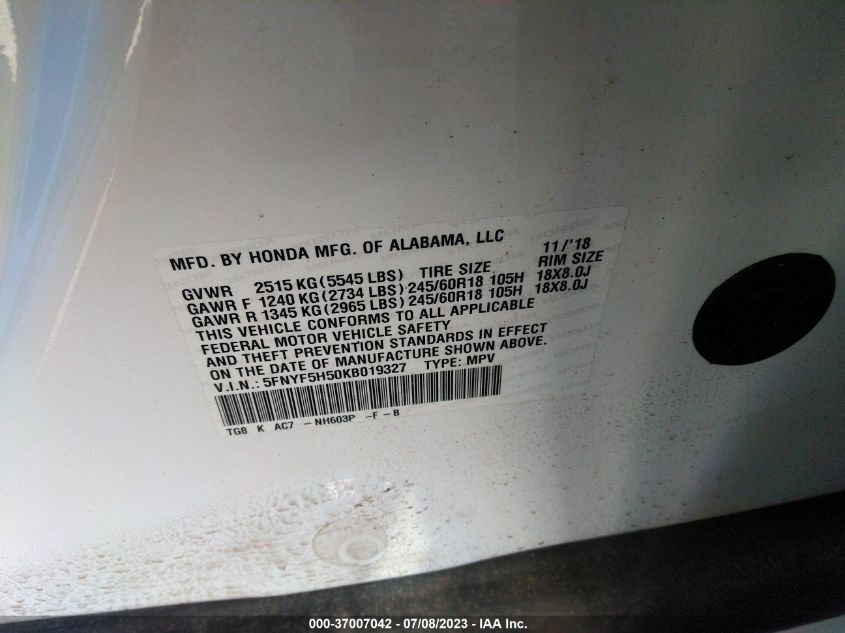 MFD. BY HONDA MFG. OF ALABAMA, LLC 11/'18
GVWR 2515 KG (5545 LBS) TIRE SIZE RIM SIZE
GAWR F 1240 KG (2734 LBS) 245/60R18 105H 18X8.0J
GAWR R 1345 KG (2965 LBS) 245/60R18 105H 18X8.0J
THIS VEHICLE CONFORMS TO ALL APPLICABLE
FEDERAL MOTOR VEHICLE SAFETY
AND THEFT PREVENTION STANDARDS IN EFFECT
ON THE DATE OF MANUFACTURE SHOWN ABOVE.
V.I.N.: 5FNYF5H50KB019327 TYPE: MPV
TG8 K AC7 - NH603P - F - B
000-37007042 - 07/08/2023 - IAA Inc.